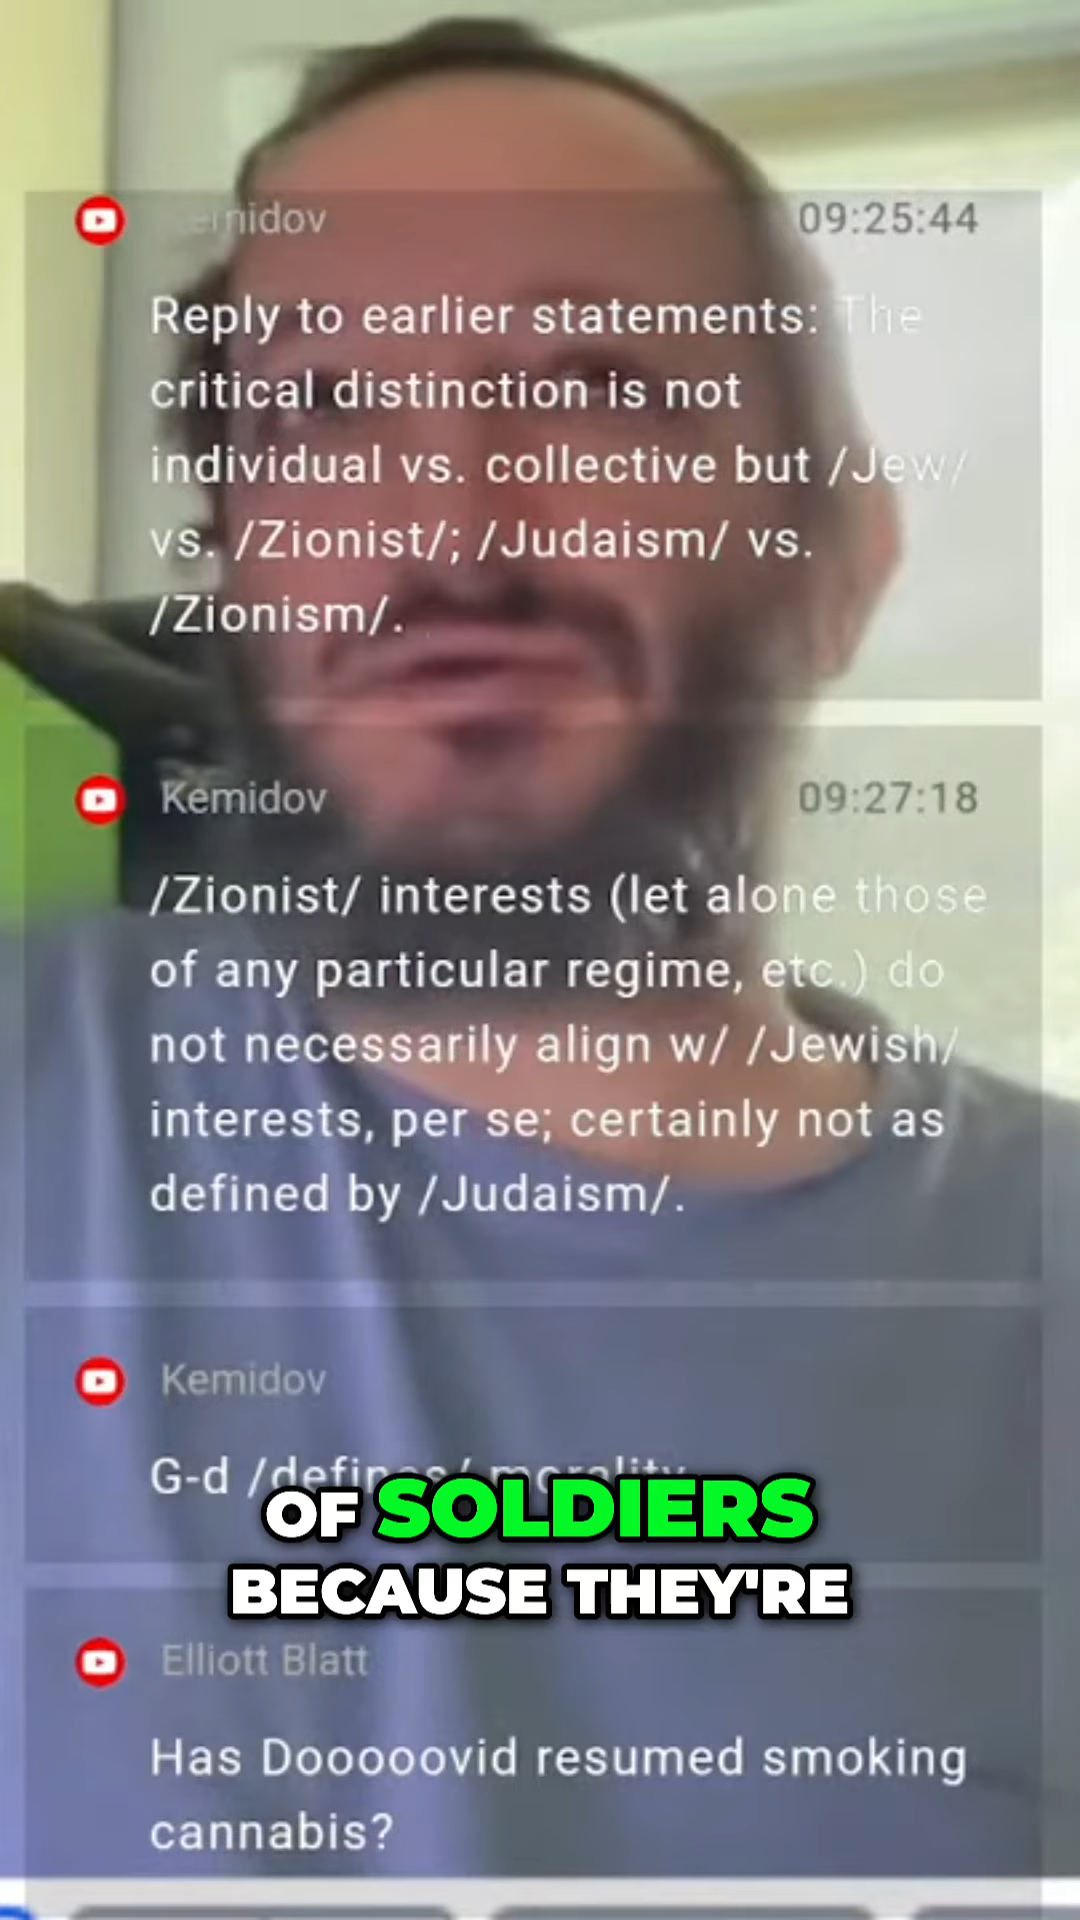 Kemidov
09:25:44
Reply to earlier statements: The
critical distinction is not
individual vs. collective but /Jew/
vs. /Zionist/; /Judaism/ vs.
/Zionism/.
Kemidov
09:27:18
/Zionist/ interests (let alone those
of any particular regime, etc.) do
not necessarily align w/ /Jewish/
interests, per se; certainly not as
defined by /Judaism/.
Kemidov
G-d /defines/ morality
OF SOLDIERS
BECAUSE THEY'RE
Elliott Blatt
Has Dooooovid resumed smoking
cannabis?